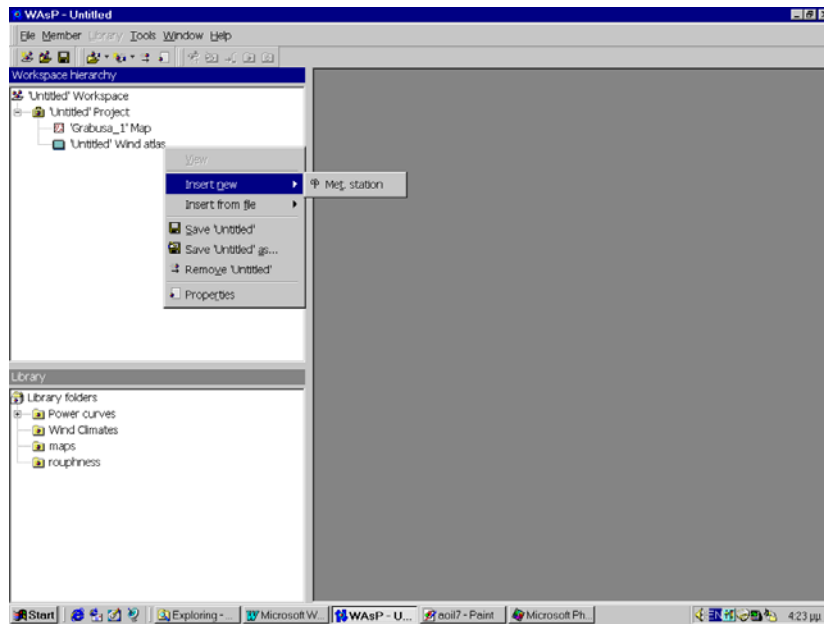 WAsP - Untitled
File Member Library Tools Window Help
Workspace hierarchy
'Untitled' Workspace
'Untitled' Project
'Grabusa_1' Map
'Untitled' Wind atlas
View
Insert new
Met. station
Insert from file
Save 'Untitled'
Save 'Untitled' as...
Remove 'Untitled'
Properties
Library
Library folders
Power curves
Wind Climates
maps
rouphness
Start Exploring - ... Microsoft W... WAsP - U... aoil7 - Paint Microsoft Ph... EN 4:23 μμ